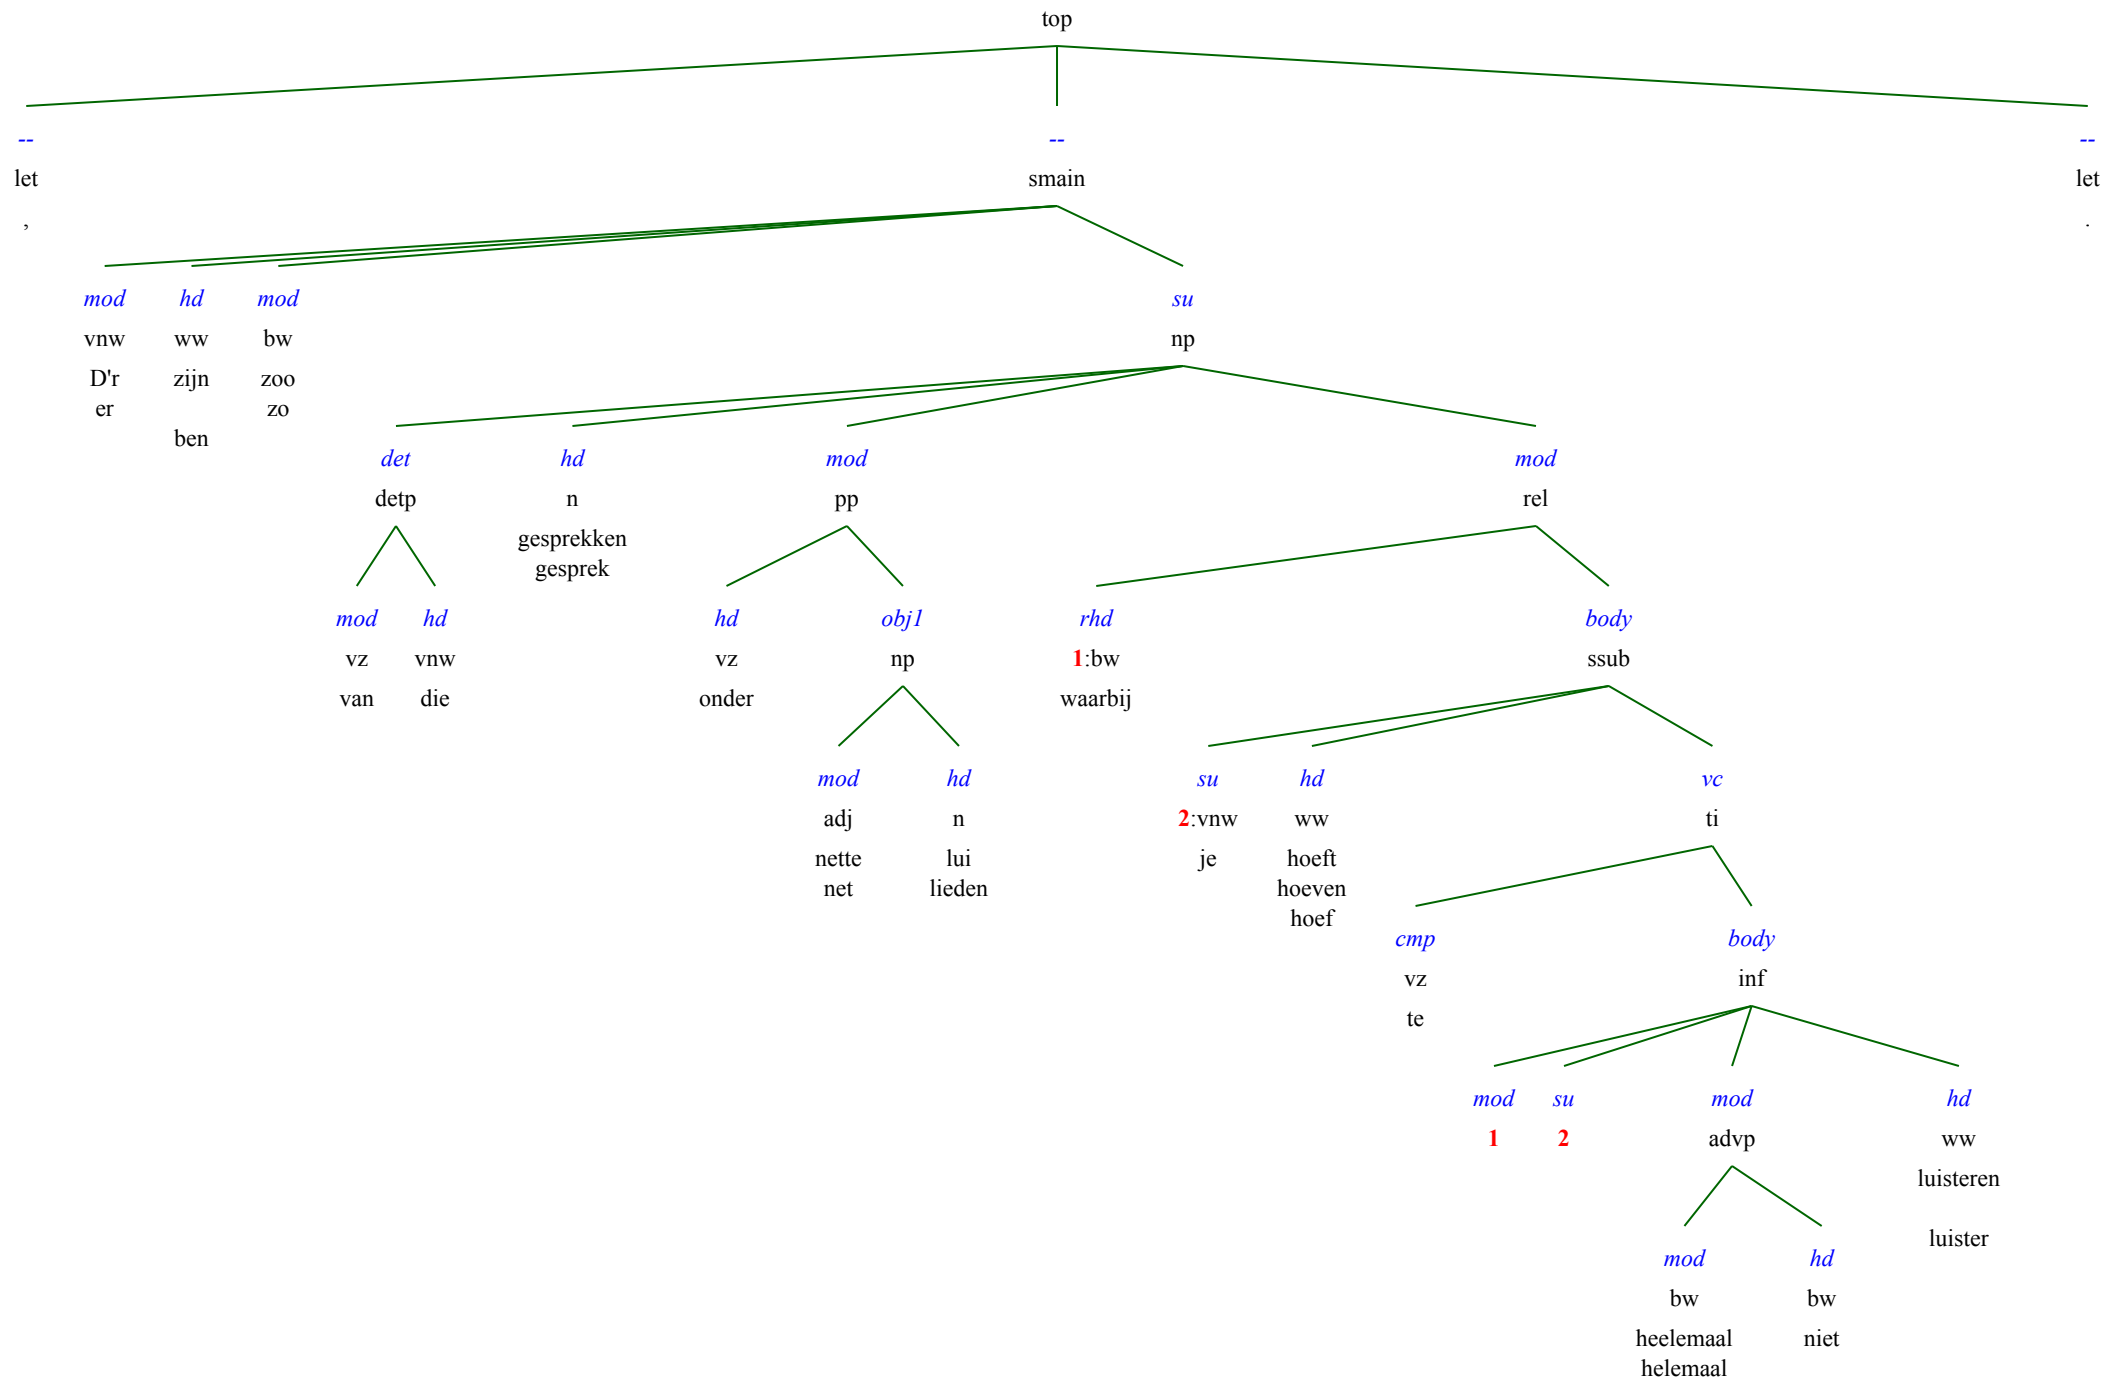 top
-- -- --
let smain let
, .
mod hd mod su
vnw ww bw np
D'r zijn zoo
er zo
ben
det hd mod mod
detp n pp rel
gesprekken
gesprek
mod hd hd obj1 rhd body
vz vnw vz np 1:bw ssub
van die onder waarbij
mod hd su hd vc
adj n 2:vnw ww ti
nette lui je hoeft
net lieden hoeven
hoef
cmp body
vz inf
te
mod su mod hd
1 2 advp ww
luisteren
luister
mod hd
bw bw
heelemaal niet
helemaal